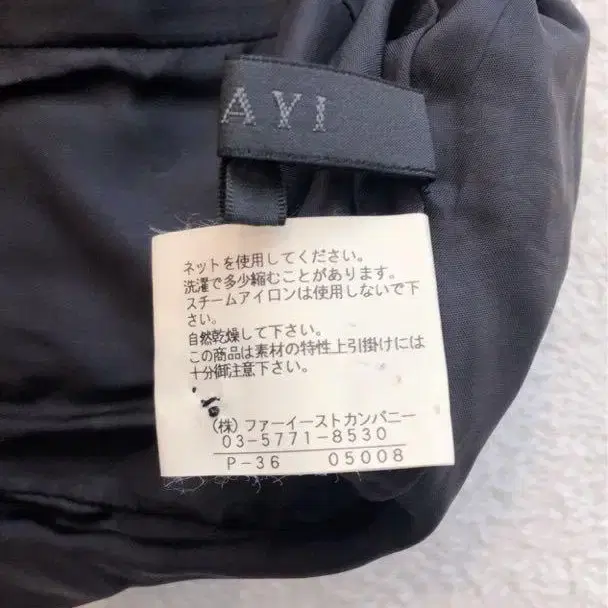 AYI
ネットを使用してください。
洗濯で多少縮むことがあります。
スチームアイロンは使用しないで下
さい。
自然乾燥して下さい。
この商品は素材の特性上引掛けには
十分御注意下さい。
(株)ファーイーストカンパニー
03-5771-8530
P-36 05008